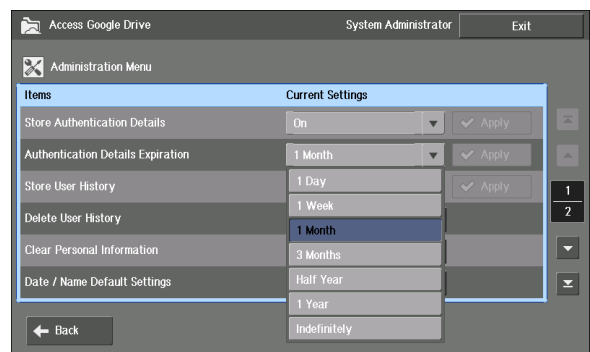 Access Google Drive System Administrator Exit
Administration Menu
Items Current Settings
Store Authentication Details On Apply
Authentication Details Expiration 1 Month Apply
Store User History 1 Day Apply
1 Week
Delete User History 1 Month
Clear Personal Information 3 Months
Date / Name Default Settings Half Year
1 Year
Indefinitely
1
2
Back